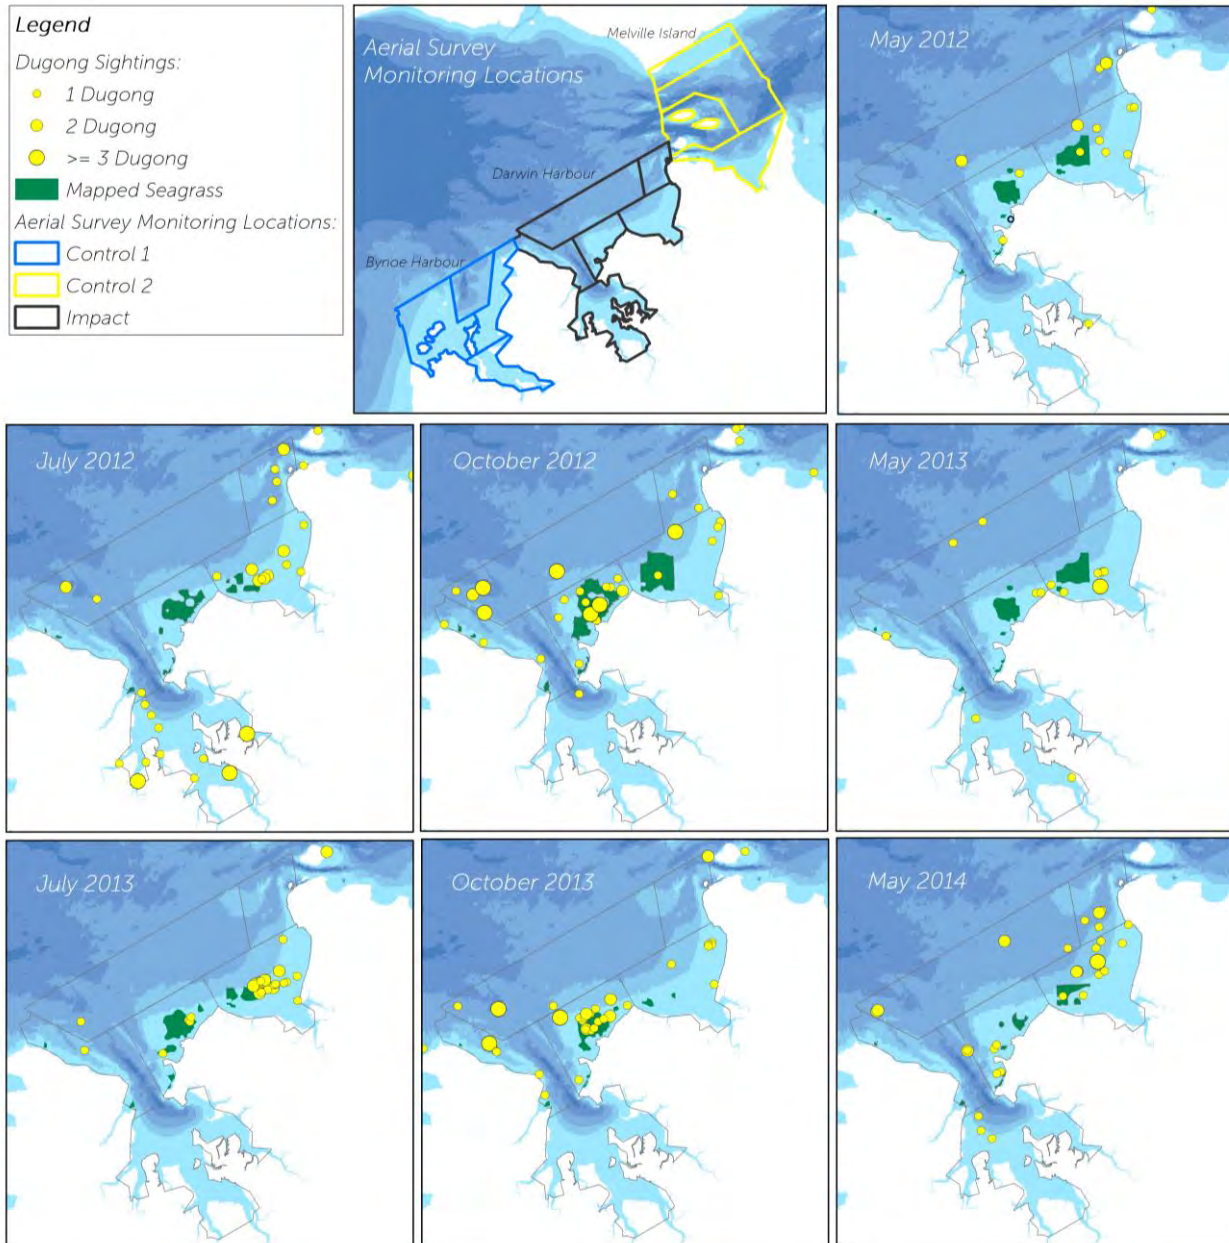 Legend
Dugong Sightings:
1 Dugong
2 Dugong
>= 3 Dugong
Mapped Seagrass
Aerial Survey Monitoring Locations:
Control 1
Control 2
Impact
Aerial Survey
Monitoring Locations
Melville Island
Darwin Harbour
Bynoe Harbour
May 2012
July 2012
October 2012
May 2013
July 2013
October 2013
May 2014